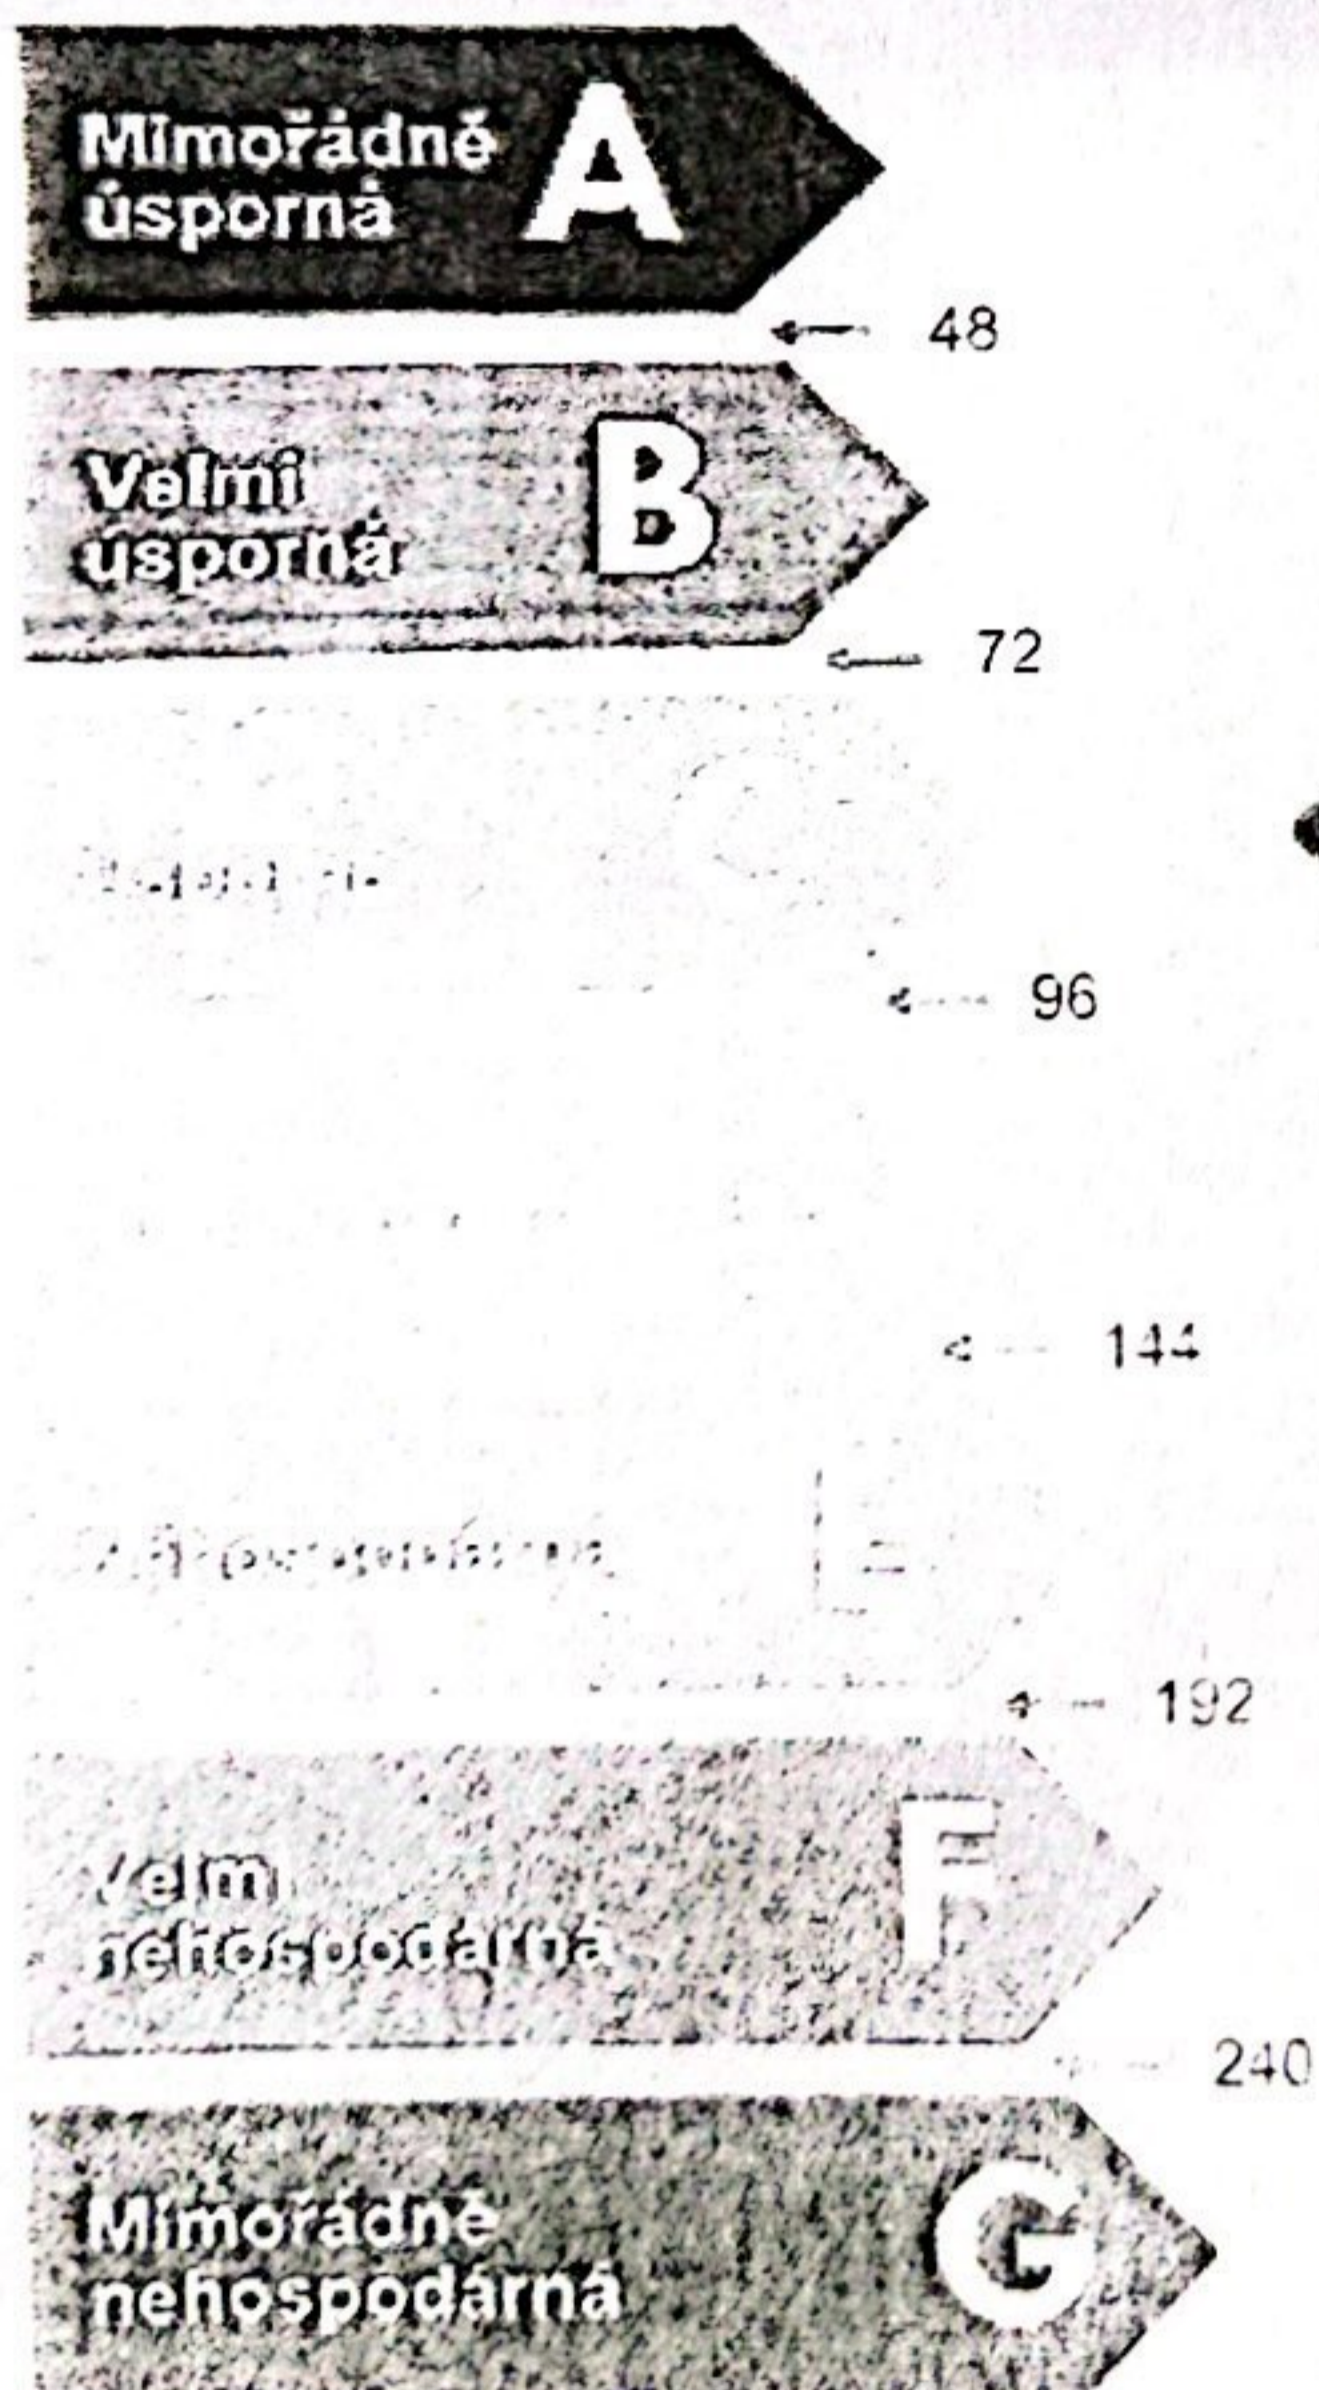 Mimořádně
úsporná A
48
Velmi
úsporná B
72
96
144
192
Velmi
nehospodárná F
240
Mimořádně
nehospodárná G